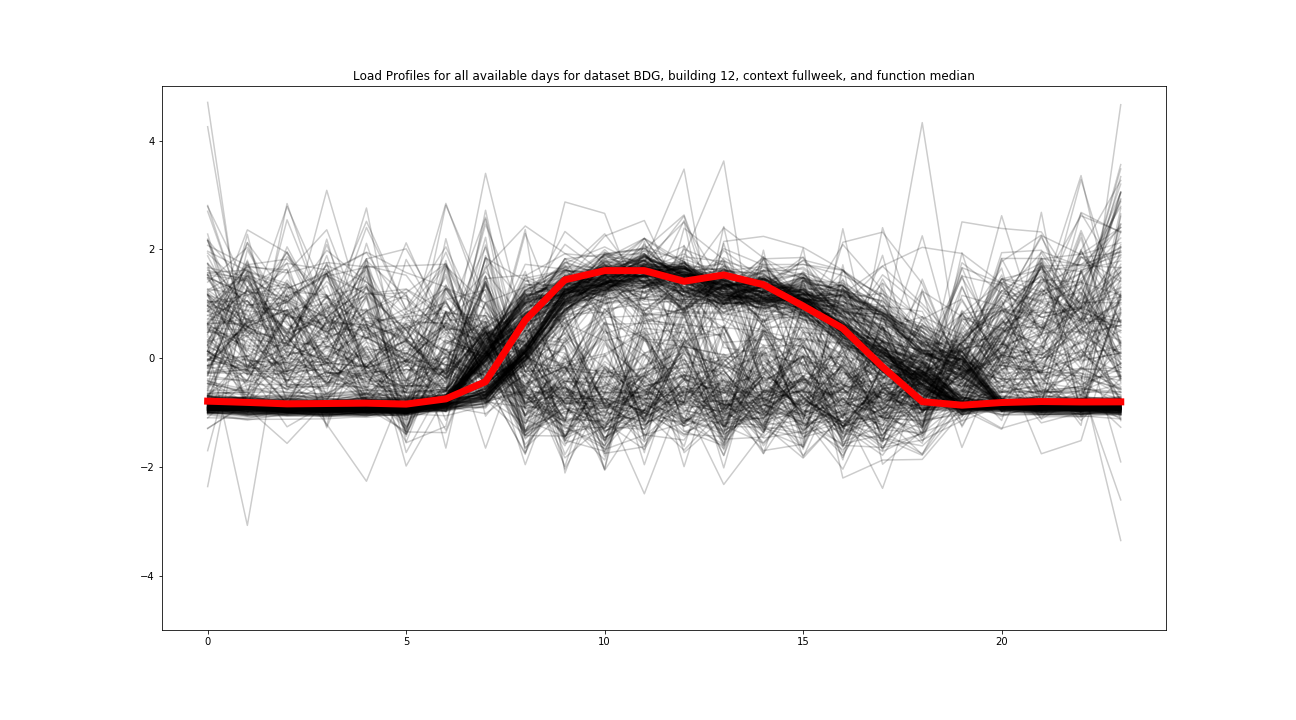 Load Profiles for all available days for dataset BDG, building 12, context fullweek, and function median
4
2
0
−2
−4
0 5 10 15 20